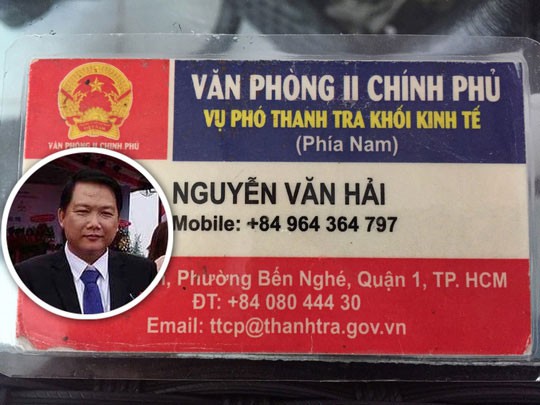 VĂN PHÒNG II CHÍNH PHỦ
VỤ PHÓ THANH TRA KHỐI KINH TẾ
(Phía Nam)
VĂN PHÒNG II CHÍNH PHỦ
NGUYỄN VĂN HẢI
Mobile: +84 964 364 797
Phường Bến Nghé, Quận 1, TP. HCM
ĐT: +84 080 444 30
Email: ttcp@thanhtra.gov.vn